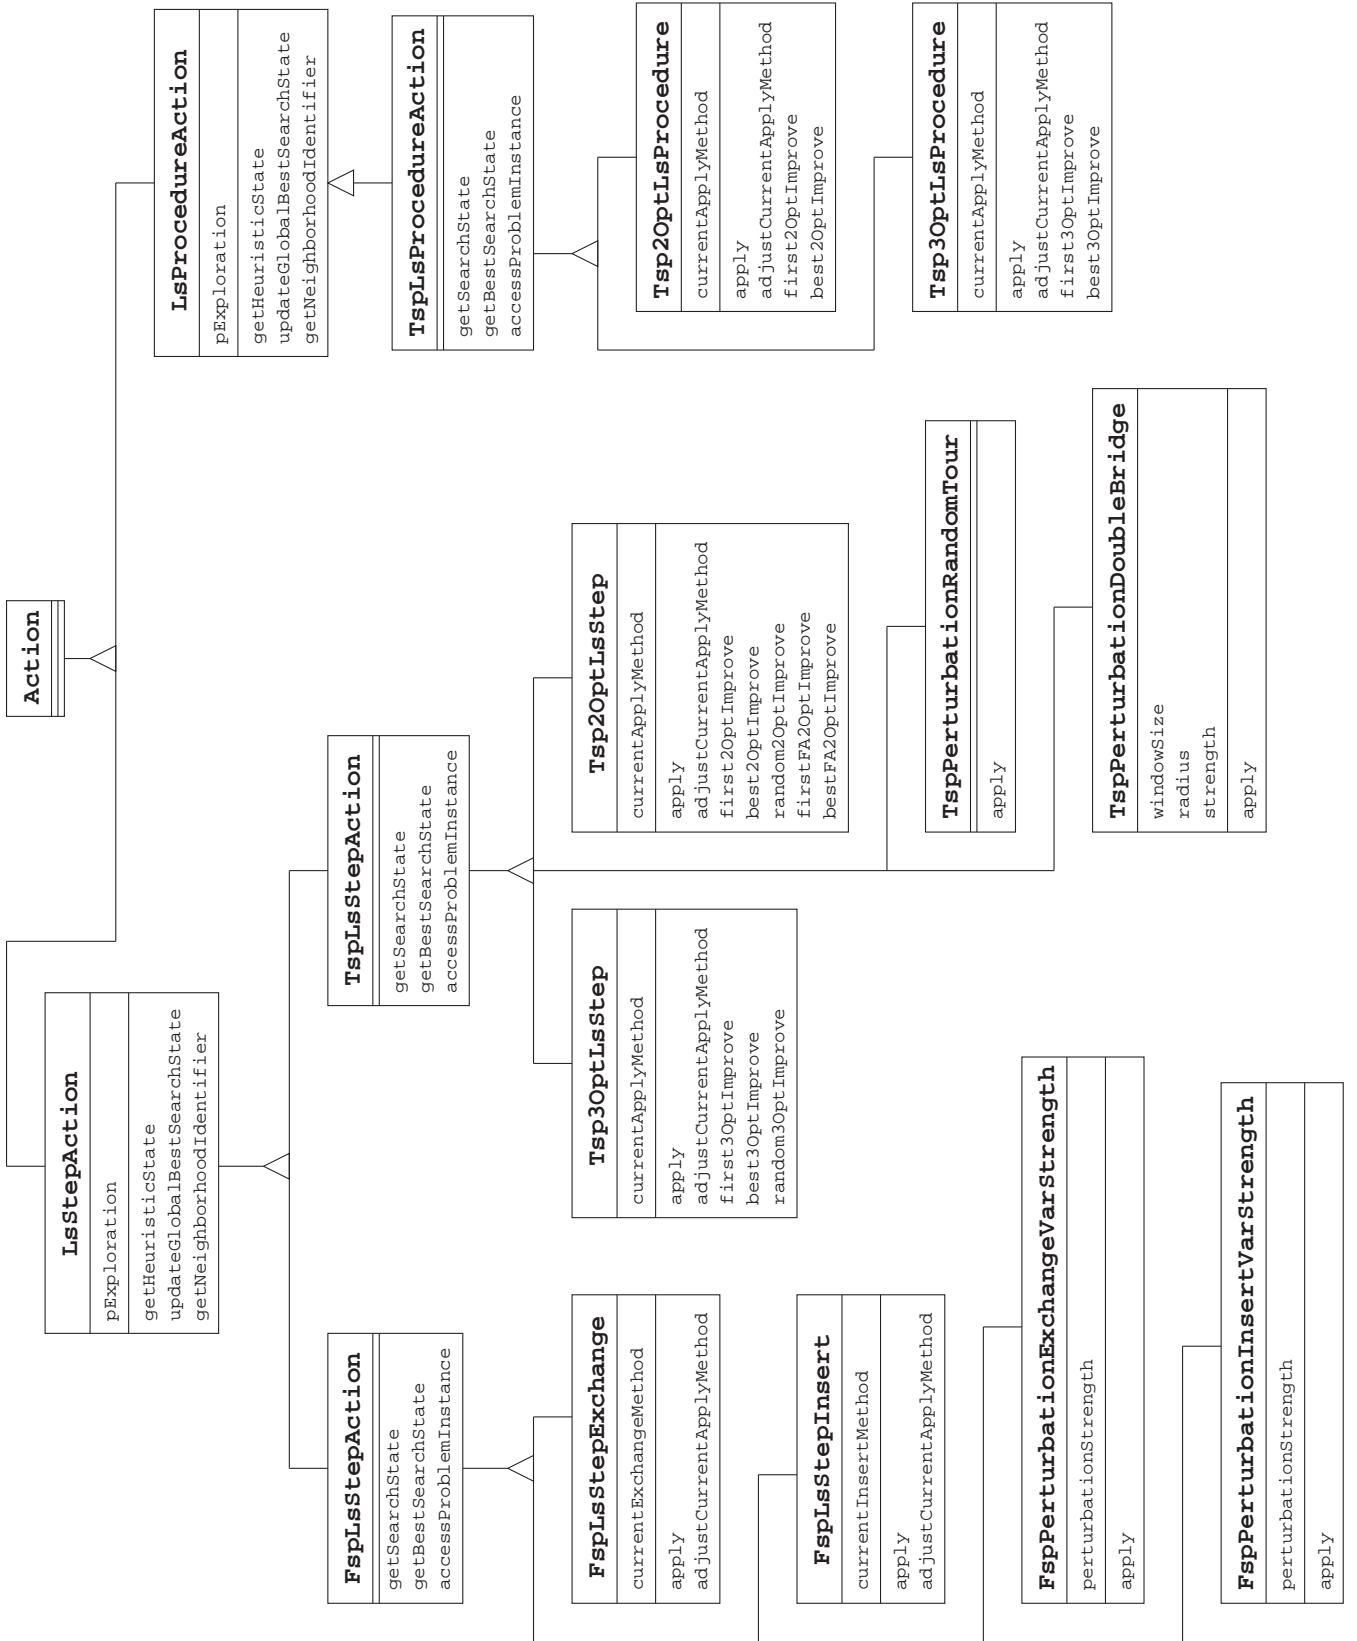 Action
LsStepAction
pExploration
getHeuristicState
updateGlobalBestSearchState
getNeighborhoodIdentifier
LsProcedureAction
pExploration
getHeuristicState
updateGlobalBestSearchState
getNeighborhoodIdentifier
FspLsStepAction
getSearchState
getBestSearchState
accessProblemInstance
TspLsStepAction
getSearchState
getBestSearchState
accessProblemInstance
TspLsProcedureAction
getSearchState
getBestSearchState
accessProblemInstance
FspLsStepExchange
currentExchangeMethod
apply
adjustCurrentApplyMethod
Tsp3OptLsStep
currentApplyMethod
apply
adjustCurrentApplyMethod
first3OptImprove
best3OptImprove
random3OptImprove
Tsp2OptLsStep
currentApplyMethod
apply
adjustCurrentApplyMethod
first2OptImprove
best2OptImprove
random2OptImprove
firstFA2OptImprove
bestFA2OptImprove
Tsp2OptLsProcedure
currentApplyMethod
apply
adjustCurrentApplyMethod
first2OptImprove
best2OptImprove
FspLsStepInsert
currentInsertMethod
apply
adjustCurrentApplyMethod
TspPerturbationRandomTour
apply
Tsp3OptLsProcedure
currentApplyMethod
apply
adjustCurrentApplyMethod
first3OptImprove
best3OptImprove
FspPerturbationExchangeVarStrength
perturbationStrength
apply
TspPerturbationDoubleBridge
windowSize
radius
strength
apply
FspPerturbationInsertVarStrength
perturbationStrength
apply